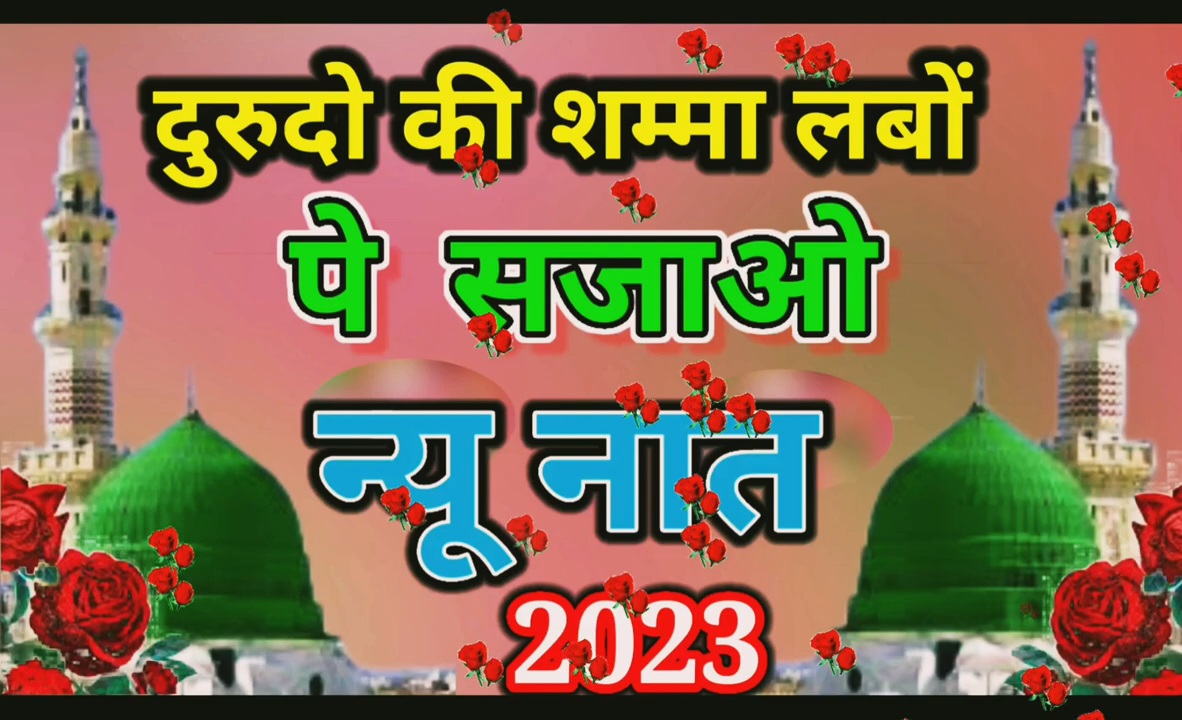 दुरुदो की शम्मा लबों
पे सजाओ
न्यू नात
2023